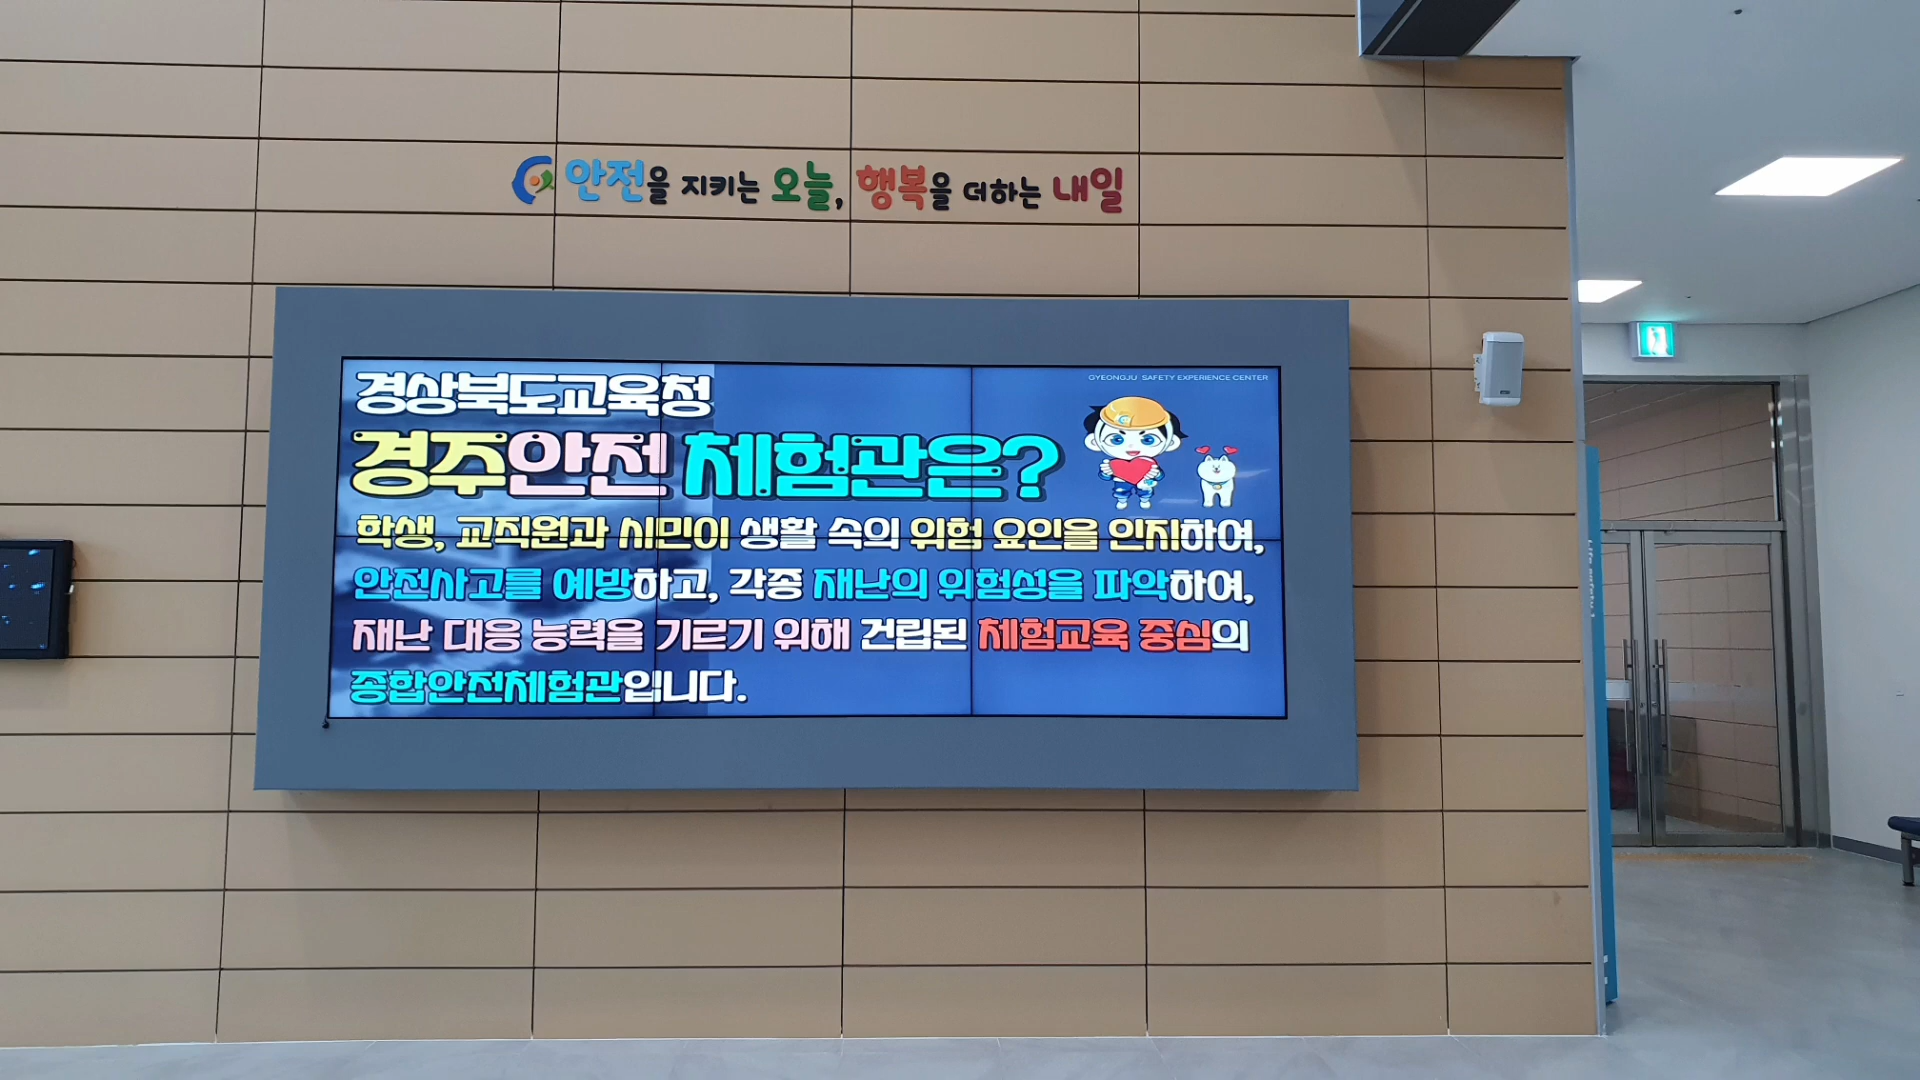 안전을 지키는 오늘, 행복을 더하는 내일
GYEONGJU SAFETY EXPERIENCE CENTER
경상북도교육청
경주안전 체험관은?
학생, 교직원과 시민이 생활 속의 위험 요인을 인지하여,
안전사고를 예방하고, 각종 재난의 위험성을 파악하여,
재난 대응 능력을 기르기 위해 건립된 체험교육 중심의
종합안전체험관입니다.
Life safety